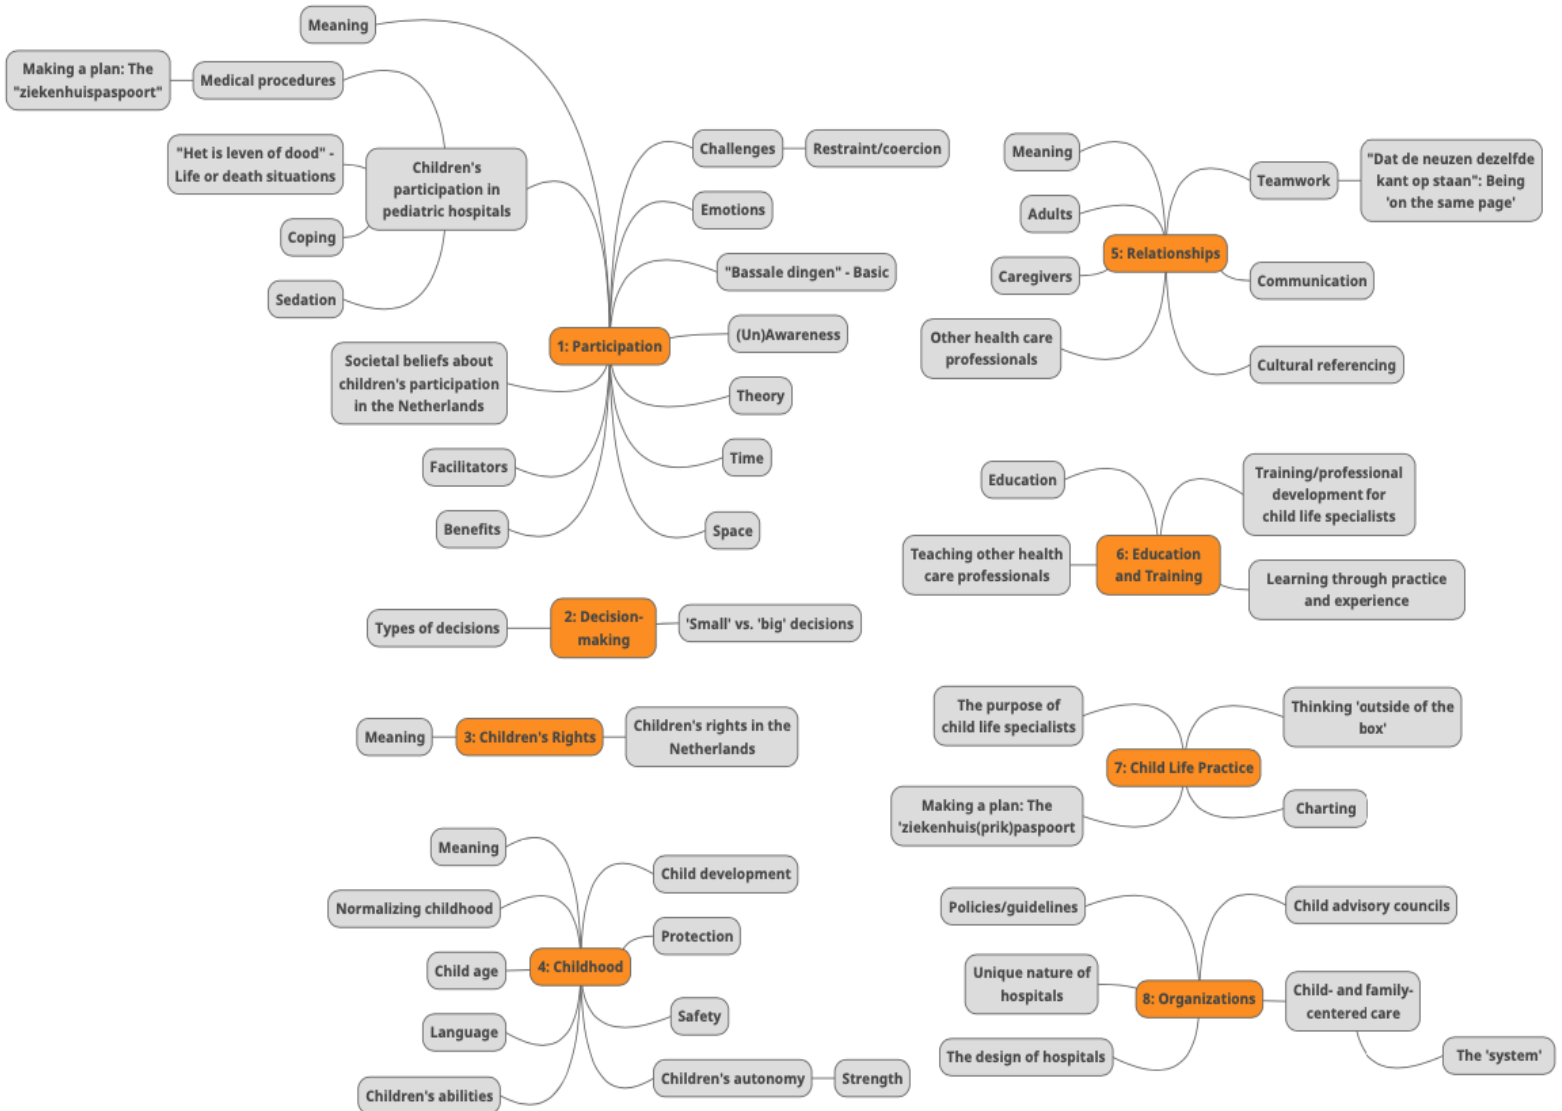 Meaning
Making a plan: The
"ziekenhuispaspoort"
Medical procedures
"Het is leven of dood" -
Life or death situations
Children's
participation in
pediatric hospitals
Coping
Sedation
Societal beliefs about
children's participation
in the Netherlands
Facilitators
Benefits
1: Participation
Challenges
Restraint/coercion
Emotions
"Bassale dingen" - Basic
(Un)Awareness
Theory
Time
Space
Types of decisions
2: Decision-
making
'Small' vs. 'big' decisions
Meaning
3: Children's Rights
Children's rights in the
Netherlands
Meaning
Normalizing childhood
Child age
Language
Children's abilities
4: Childhood
Child development
Protection
Safety
Children's autonomy
Strength
Meaning
Adults
Caregivers
Other health care
professionals
5: Relationships
Teamwork
"Dat de neuzen dezelfde
kant op staan": Being
'on the same page'
Communication
Cultural referencing
Education
Teaching other health
care professionals
6: Education
and Training
Training/professional
development for
child life specialists
Learning through practice
and experience
The purpose of
child life specialists
Making a plan: The
'ziekenhuis(prik)paspoort
7: Child Life Practice
Thinking 'outside of the
box'
Charting
Policies/guidelines
Unique nature of
hospitals
The design of hospitals
8: Organizations
Child advisory councils
Child- and family-
centered care
The 'system'